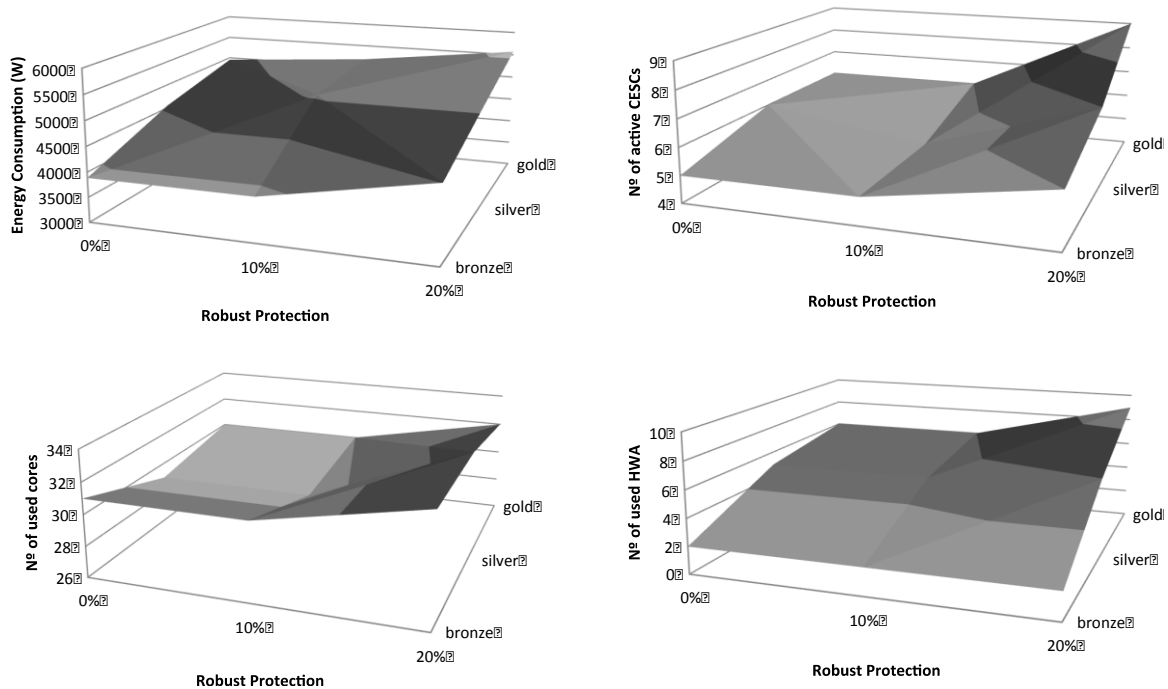 Energy Consumption (W)
6000
5500
5000
4500
4000
3500
3000
0%
10%
20%
bronze
silver
gold
Robust Protection
Nº of active CESCs
9
8
7
6
5
4
0%
10%
20%
bronze
silver
gold
Robust Protection
Nº of used cores
34
32
30
28
26
0%
10%
20%
bronze
silver
gold
Robust Protection
Nº of used HWA
10
8
6
4
2
0
0%
10%
20%
bronze
silver
gold
Robust Protection